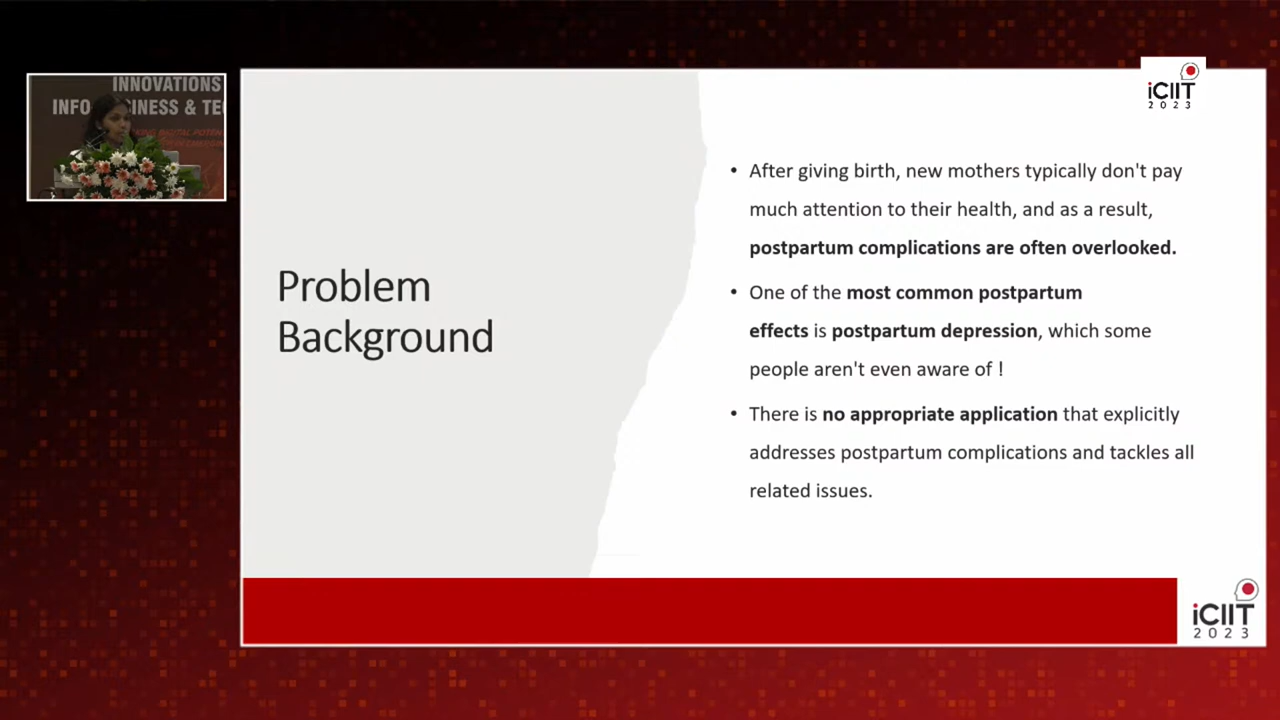 INNOVATIONS
INFO
BUSINESS & TE
iCIIT
2023
Problem
Background
• After giving birth, new mothers typically don't pay
much attention to their health, and as a result,
postpartum complications are often overlooked.
• One of the most common postpartum
effects is postpartum depression, which some
people aren't even aware of !
• There is no appropriate application that explicitly
addresses postpartum complications and tackles all
related issues.
iCIIT
2023